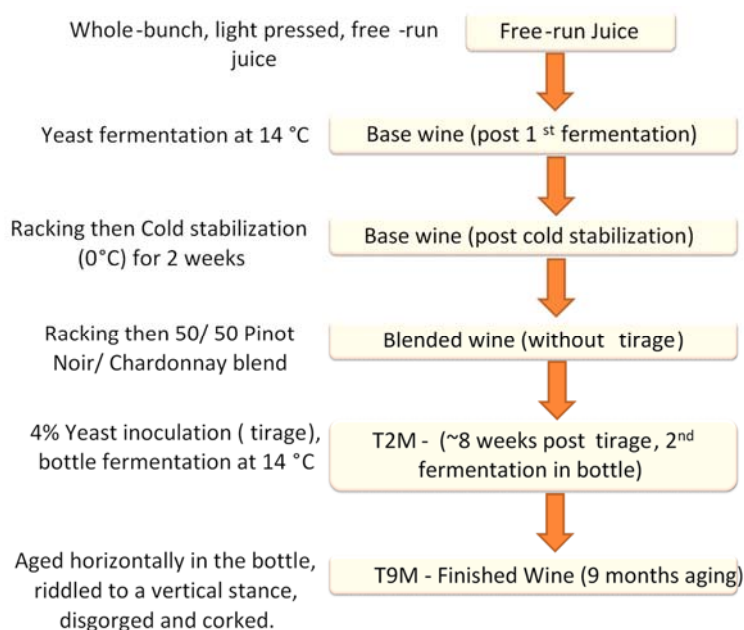 Whole-bunch, light pressed, free -run
juice
Free-run Juice
Yeast fermentation at 14 °C
Base wine (post 1 st fermentation)
Racking then Cold stabilization
(0°C) for 2 weeks
Base wine (post cold stabilization)
Racking then 50/ 50 Pinot
Noir/ Chardonnay blend
Blended wine (without tirage)
4% Yeast inoculation ( tirage),
bottle fermentation at 14 °C
T2M - (~8 weeks post tirage, 2nd
fermentation in bottle)
Aged horizontally in the bottle,
riddled to a vertical stance,
disgorged and corked.
T9M - Finished Wine (9 months aging)